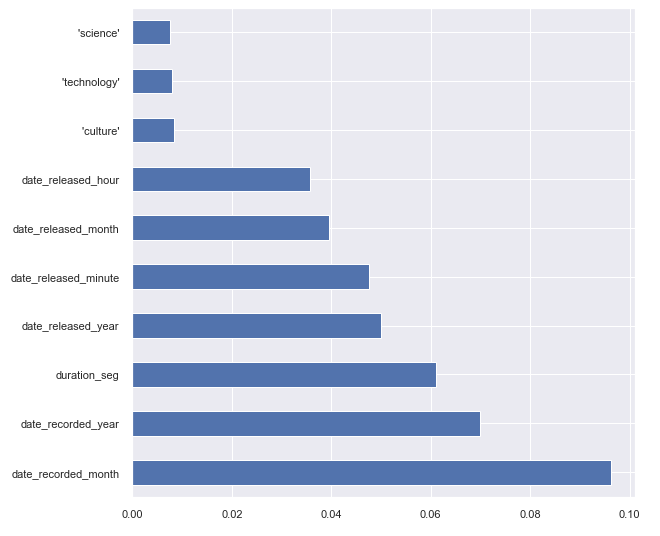 'science'
'technology'
'culture'
date_released_hour
date_released_month
date_released_minute
date_released_year
duration_seg
date_recorded_year
date_recorded_month
0.00 0.02 0.04 0.06 0.08 0.10